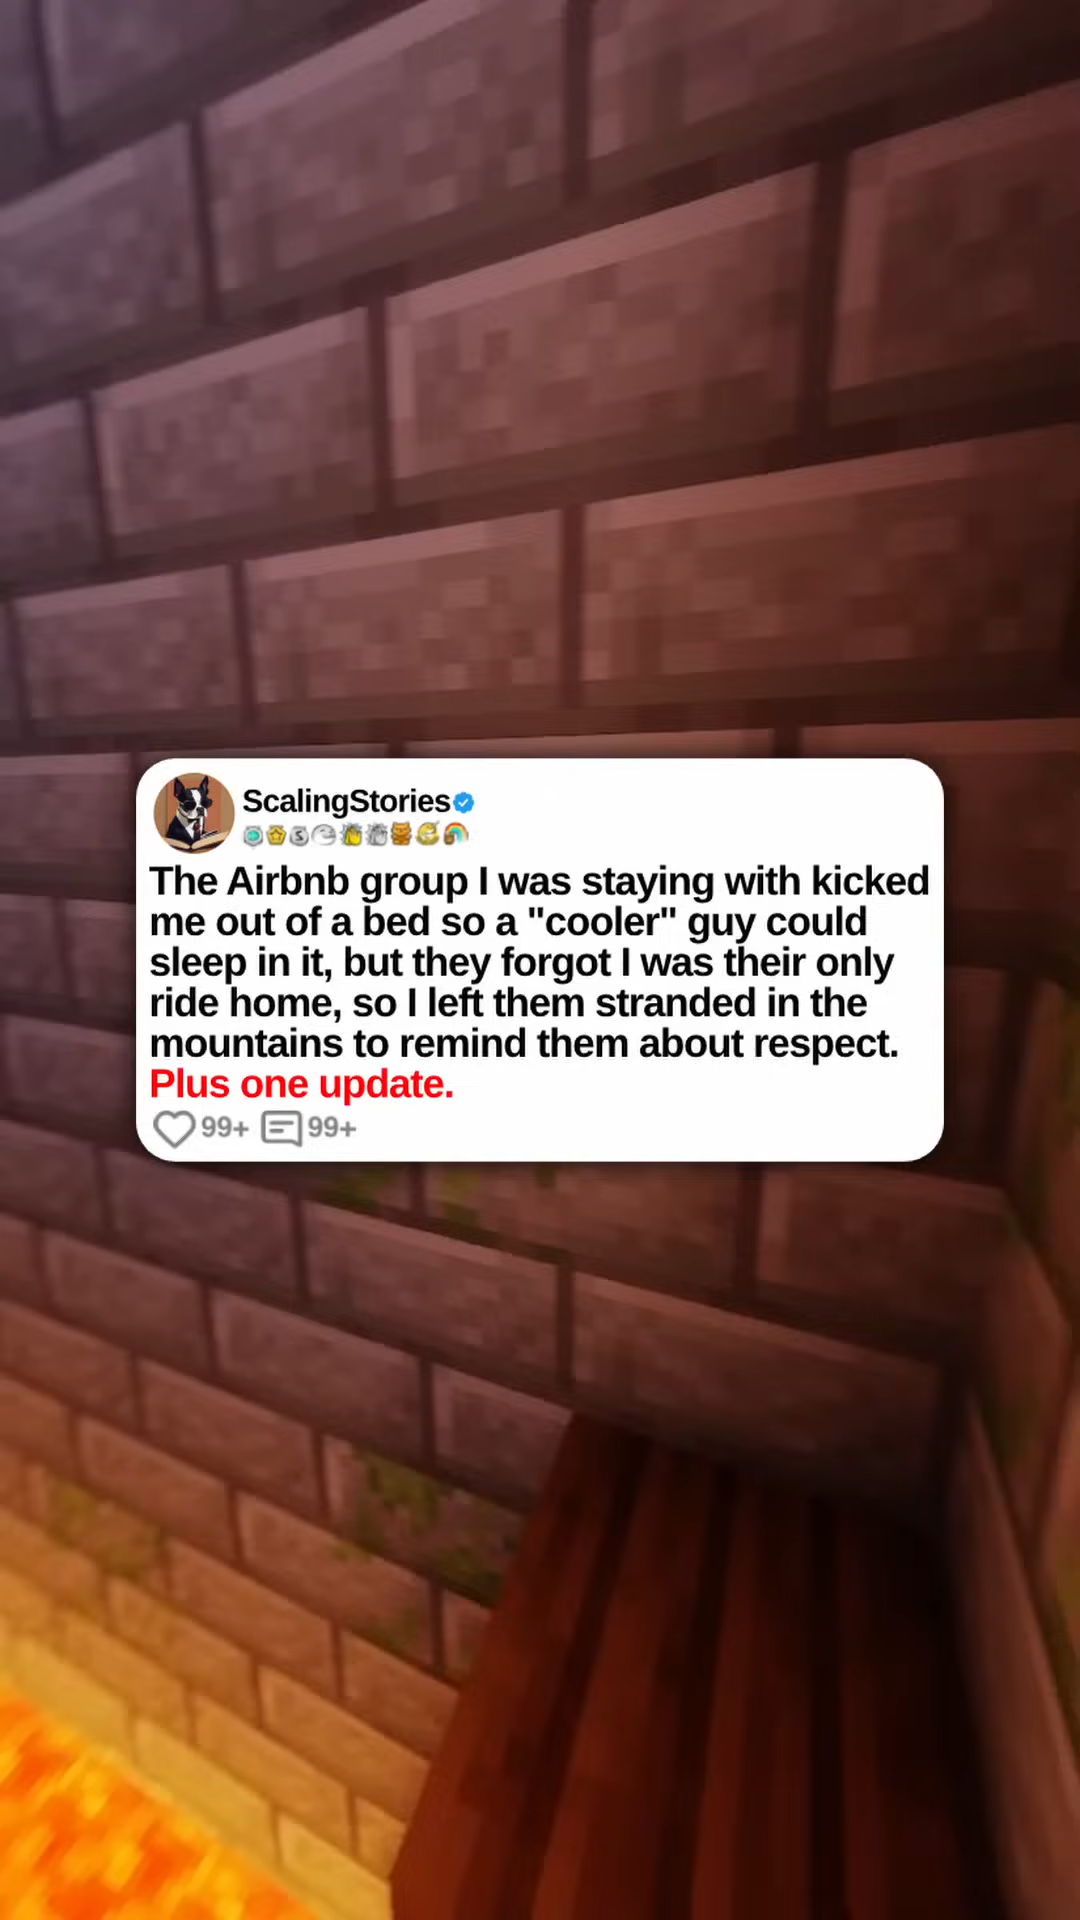 ScalingStories
The Airbnb group I was staying with kicked
me out of a bed so a "cooler" guy could
sleep in it, but they forgot I was their only
ride home, so I left them stranded in the
mountains to remind them about respect.
Plus one update.
99+ 99+